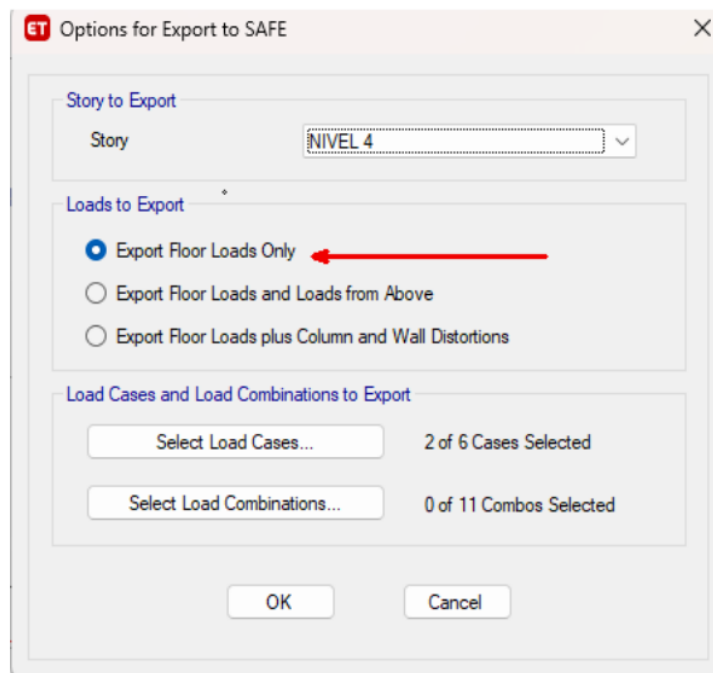 ET Options for Export to SAFE
Story to Export
Story NIVEL 4
Loads to Export
Export Floor Loads Only
Export Floor Loads and Loads from Above
Export Floor Loads plus Column and Wall Distortions
Load Cases and Load Combinations to Export
Select Load Cases... 2 of 6 Cases Selected
Select Load Combinations... 0 of 11 Combos Selected
OK Cancel